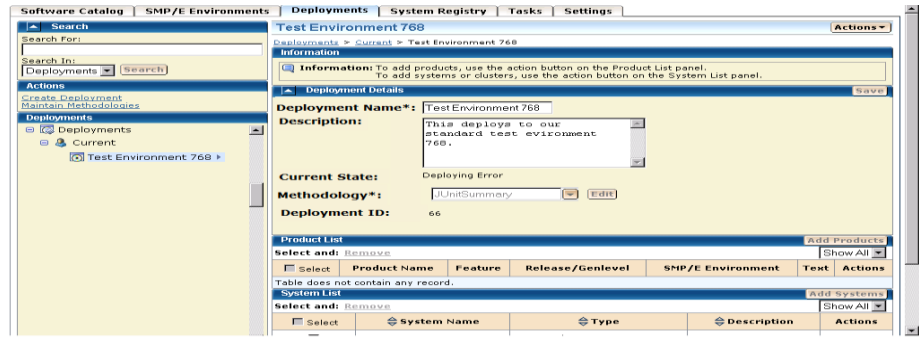 Software Catalog | SMP/E Environments | Deployments | System Registry | Tasks | Settings
Search
Search For:
Search In:
Deployments Search
Actions
Create Deployment
Maintain Methodologies
Deployments
Deployments
Current
Test Environment 768
Test Environment 768 Actions
Deployments > Current > Test Environment 768
Information
Information: To add products, use the action button on the Product List panel.
To add systems or clusters, use the action button on the System List panel.
Deployment Details Save
Deployment Name*: Test Environment 768
Description: This deploys to our
standard test evironment
768.
Current State: Deploying Error
Methodology*: JUnitSummary Edit
Deployment ID: 66
Product List Add Products
Select and: Remove Show All
Select Product Name Feature Release/Genlevel SMP/E Environment Text Actions
Table does not contain any record.
System List Add Systems
Select and: Remove Show All
Select System Name Type Description Actions